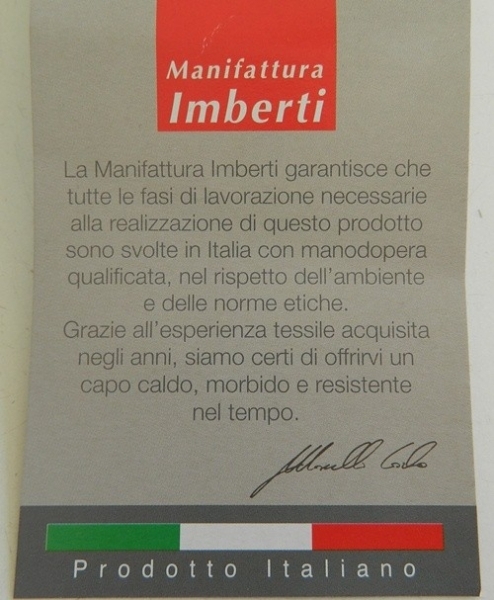 Manifattura
Imberti
La Manifattura Imberti garantisce che
tutte le fasi di lavorazione necessarie
alla realizzazione di questo prodotto
sono svolte in Italia con manodopera
qualificata, nel rispetto dell'ambiente
e delle norme etiche.
Grazie all'esperienza tessile acquisita
negli anni, siamo certi di offrirvi un
capo caldo, morbido e resistente
nel tempo.
Prodotto Italiano